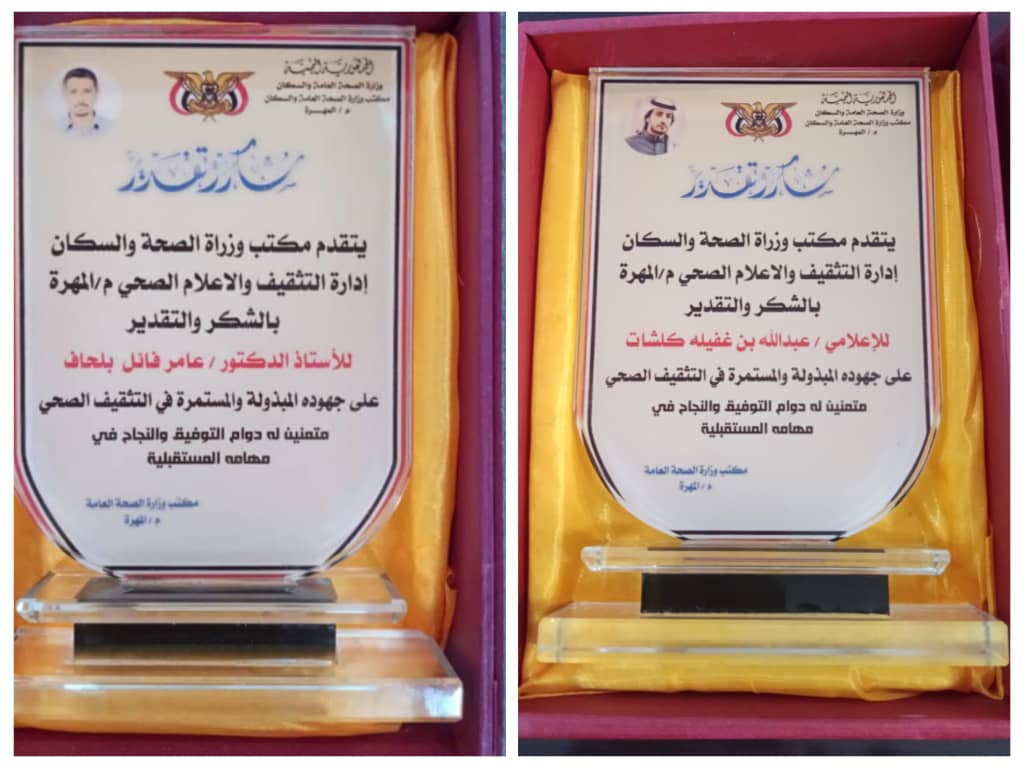 الجمهورية اليمنية
وزارة الصحة العامة والسكان
مكتب وزارة الصحة العامة والسكان
م / المهرة
شكر وتقدير
يتقدم مكتب وزراة الصحة والسكان
إدارة التثقيف والاعلام الصحي م/المهرة
بالشكر والتقدير
للأستاذ الدكتور / عامر فانل بلحاف
على جهوده المبذولة والمستمرة في التثقيف الصحي
متمنين له دوام التوفيق والنجاح في
مهامه المستقبلية
مكتب وزارة الصحة العامة
م / المهرة
الجمهورية اليمنية
وزارة الصحة العامة والسكان
مكتب وزارة الصحة العامة والسكان
م / المهرة
شكر وتقدير
يتقدم مكتب وزراة الصحة والسكان
إدارة التثقيف والاعلام الصحي م/المهرة
بالشكر والتقدير
للإعلامي / عبدالله بن غفيله كلشات
على جهوده المبذولة والمستمرة في التثقيف الصحي
متمنين له دوام التوفيق والنجاح في
مهامه المستقبلية
مكتب وزارة الصحة العامة
م / المهرة